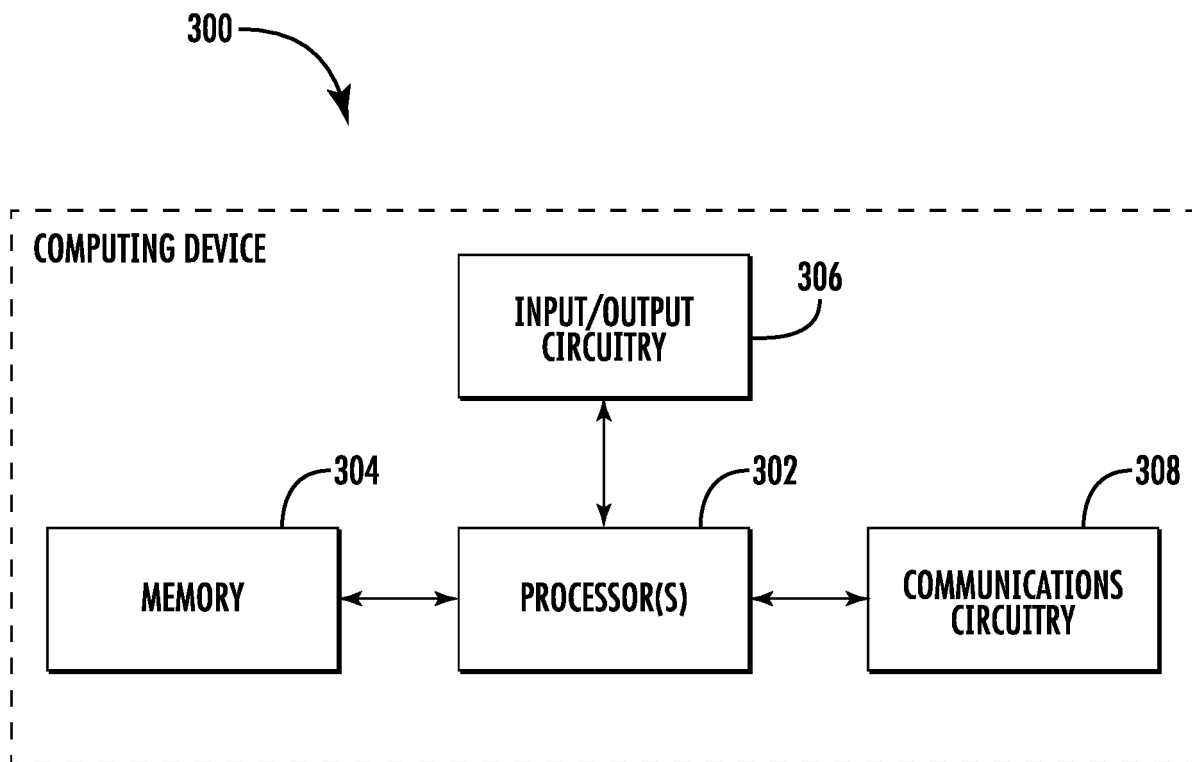 300
COMPUTING DEVICE
INPUT/OUTPUT
CIRCUITRY
306
304
302
308
MEMORY
PROCESSOR(S)
COMMUNICATIONS
CIRCUITRY